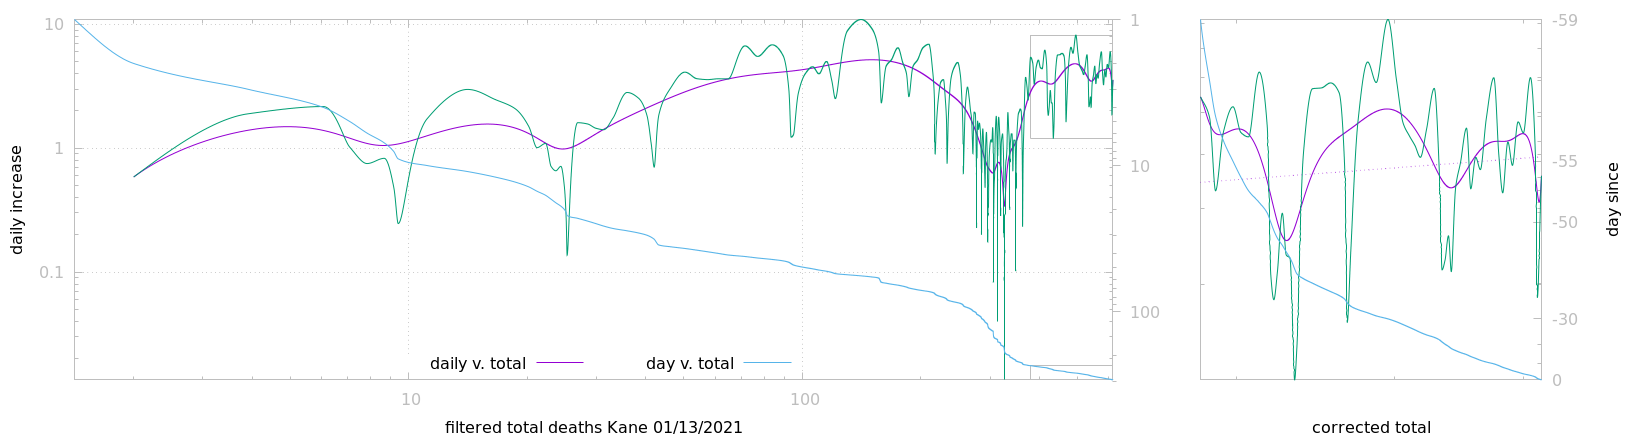 10
1
0.1
daily increase
daily v. total
day v. total
10
100
filtered total deaths Kane 01/13/2021
1
10
100
-59
-55
-50
-30
0
day since
corrected total